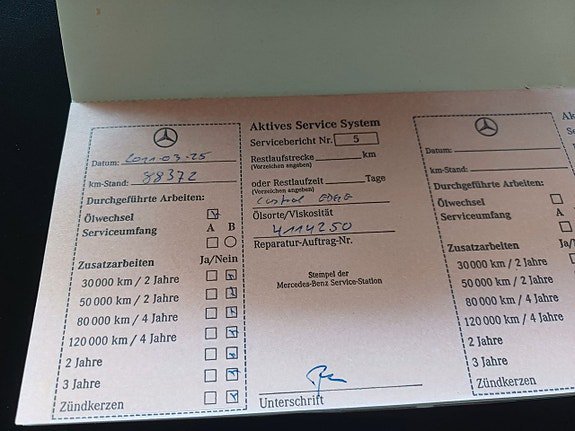 Datum: 2011-03-25
km-Stand: 88372
Durchgeführte Arbeiten:
Ölwechsel
A B
Serviceumfang
Zusatzarbeiten Ja/Nein
30 000 km / 2 Jahre
50 000 km / 2 Jahre
80 000 km / 4 Jahre
120 000 km / 4 Jahre
2 Jahre
3 Jahre
Zündkerzen
Aktives Service System
Servicebericht Nr. 5
Restlaufstrecke km
(Vorzeichen angeben)
oder Restlaufzeit Tage
(Vorzeichen angeben)
Castrol EDGE
Ölsorte/Viskosität
4114250
Reparatur-Auftrag-Nr.
Stempel der
Mercedes-Benz Service-Station
Unterschrift
Datum:
km-Stand:
Durchgeführte Arbeiten:
Ölwechsel
A
Serviceumfang
Zusatzarbeiten Ja
30 000 km / 2 Jahre
50 000 km / 2 Jahre
80 000 km / 4 Jahre
120 000 km / 4 Jahre
2 Jahre
3 Jahre
Zündkerzen